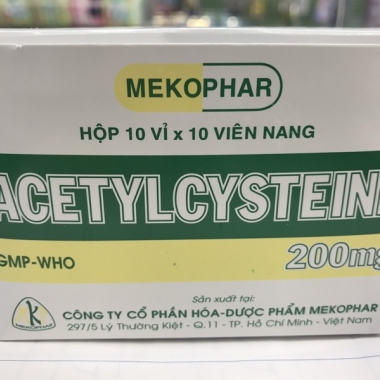 MEKOPHAR
HỘP 10 VỈ x 10 VIÊN NANG
ACETYLCYSTEIN
GMP-WHO
200mg
Sản xuất tại:
CÔNG TY CỔ PHẦN HÓA-DƯỢC PHẨM MEKOPHAR
297/5 Lý Thường Kiệt - Q.11 - TP. Hồ Chí Minh - Việt Nam
MEKOPHAR